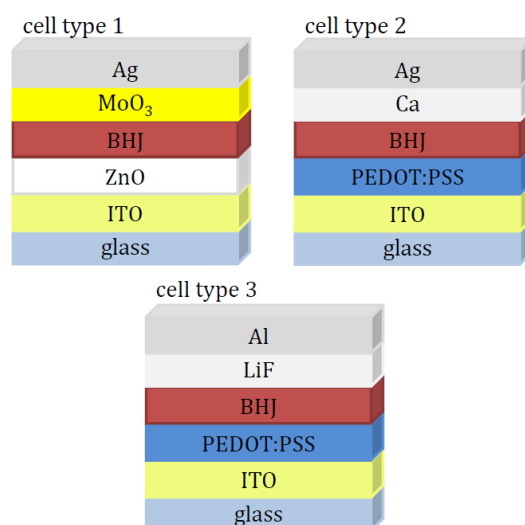 cell type 1
Ag
MoO₃
BHJ
ZnO
ITO
glass
cell type 2
Ag
Ca
BHJ
PEDOT:PSS
ITO
glass
cell type 3
Al
LiF
BHJ
PEDOT:PSS
ITO
glass